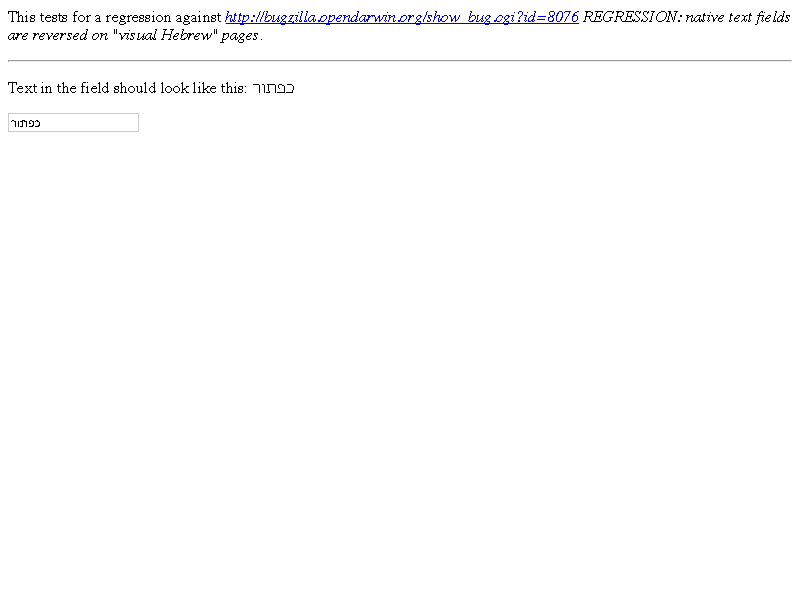 This tests for a regression against http://bugzilla.opendarwin.org/show_bug.cgi?id=8076 REGRESSION: native text fields
are reversed on "visual Hebrew" pages.
Text in the field should look like this: כפתור
כפתור